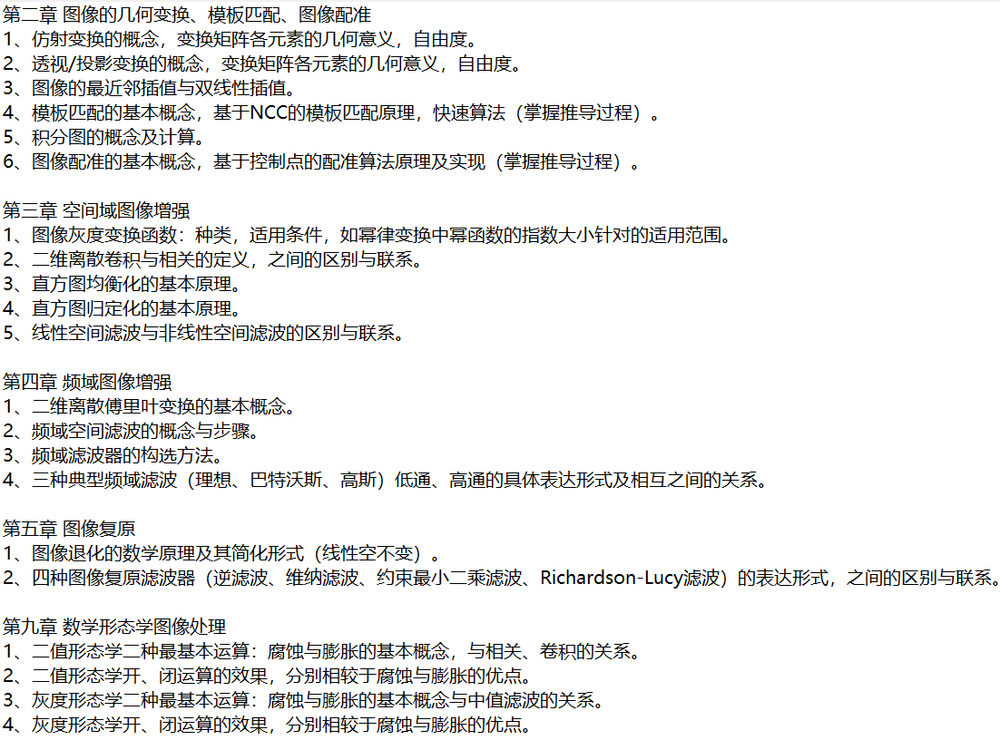 第二章 图像的几何变换、模板匹配、图像配准
1、仿射变换的概念，变换矩阵各元素的几何意义，自由度。
2、透视/投影变换的概念，变换矩阵各元素的几何意义，自由度。
3、图像的最近邻插值与双线性插值。
4、模板匹配的基本概念，基于NCC的模板匹配原理，快速算法（掌握推导过程）。
5、积分图的概念及计算。
6、图像配准的基本概念，基于控制点的配准算法原理及实现（掌握推导过程）。
第三章 空间域图像增强
1、图像灰度变换函数：种类，适用条件，如幂律变换中幂函数的指数大小针对的适用范围。
2、二维离散卷积与相关的定义，之间的区别与联系。
3、直方图均衡化的基本原理。
4、直方图归定化的基本原理。
5、线性空间滤波与非线性空间滤波的区别与联系。
第四章 频域图像增强
1、二维离散傅里叶变换的基本概念。
2、频域空间滤波的概念与步骤。
3、频域滤波器的构选方法。
4、三种典型频域滤波（理想、巴特沃斯、高斯）低通、高通的具体表达形式及相互之间的关系。
第五章 图像复原
1、图像退化的数学原理及其简化形式（线性空不变）。
2、四种图像复原滤波器（逆滤波、维纳滤波、约束最小二乘滤波、Richardson-Lucy滤波）的表达形式，之间的区别与联系。
第九章 数学形态学图像处理
1、二值形态学二种最基本运算：腐蚀与膨胀的基本概念，与相关、卷积的关系。
2、二值形态学开、闭运算的效果，分别相较于腐蚀与膨胀的优点。
3、灰度形态学二种最基本运算：腐蚀与膨胀的基本概念与中值滤波的关系。
4、灰度形态学开、闭运算的效果，分别相较于腐蚀与膨胀的优点。